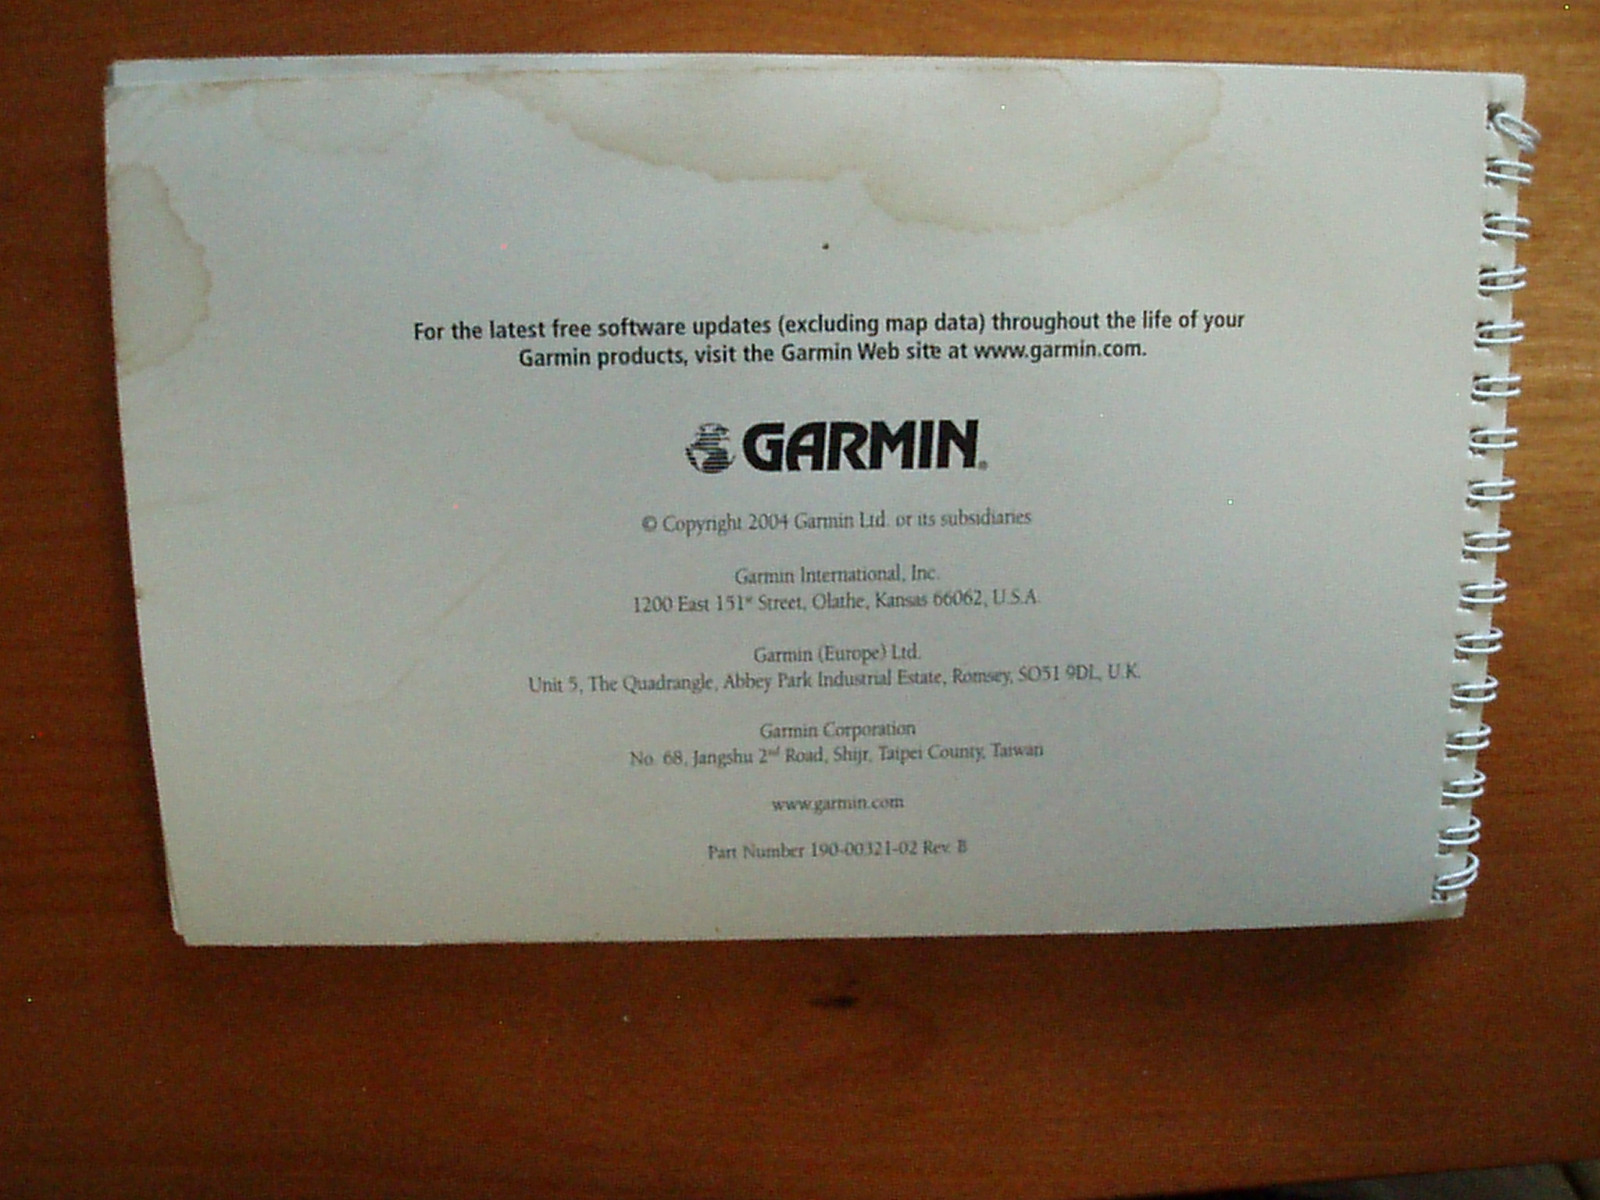 For the latest free software updates (excluding map data) throughout the life of your
Garmin products, visit the Garmin Web site at www.garmin.com.
GARMIN®
© Copyright 2004 Garmin Ltd. or its subsidiaries
Garmin International, Inc.
1200 East 151st Street, Olathe, Kansas 66062, U.S.A.
Garmin (Europe) Ltd.
Unit 5, The Quadrangle, Abbey Park Industrial Estate, Romsey, SO51 9DL, U.K.
Garmin Corporation
No. 68, Jangshu 2nd Road, Shijr, Taipei County, Taiwan
www.garmin.com
Part Number 190-00321-02 Rev. B